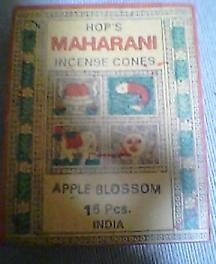 HOP'S
MAHARANI
INCENSE CONES
APPLE BLOSSOM
15 Pcs.
INDIA